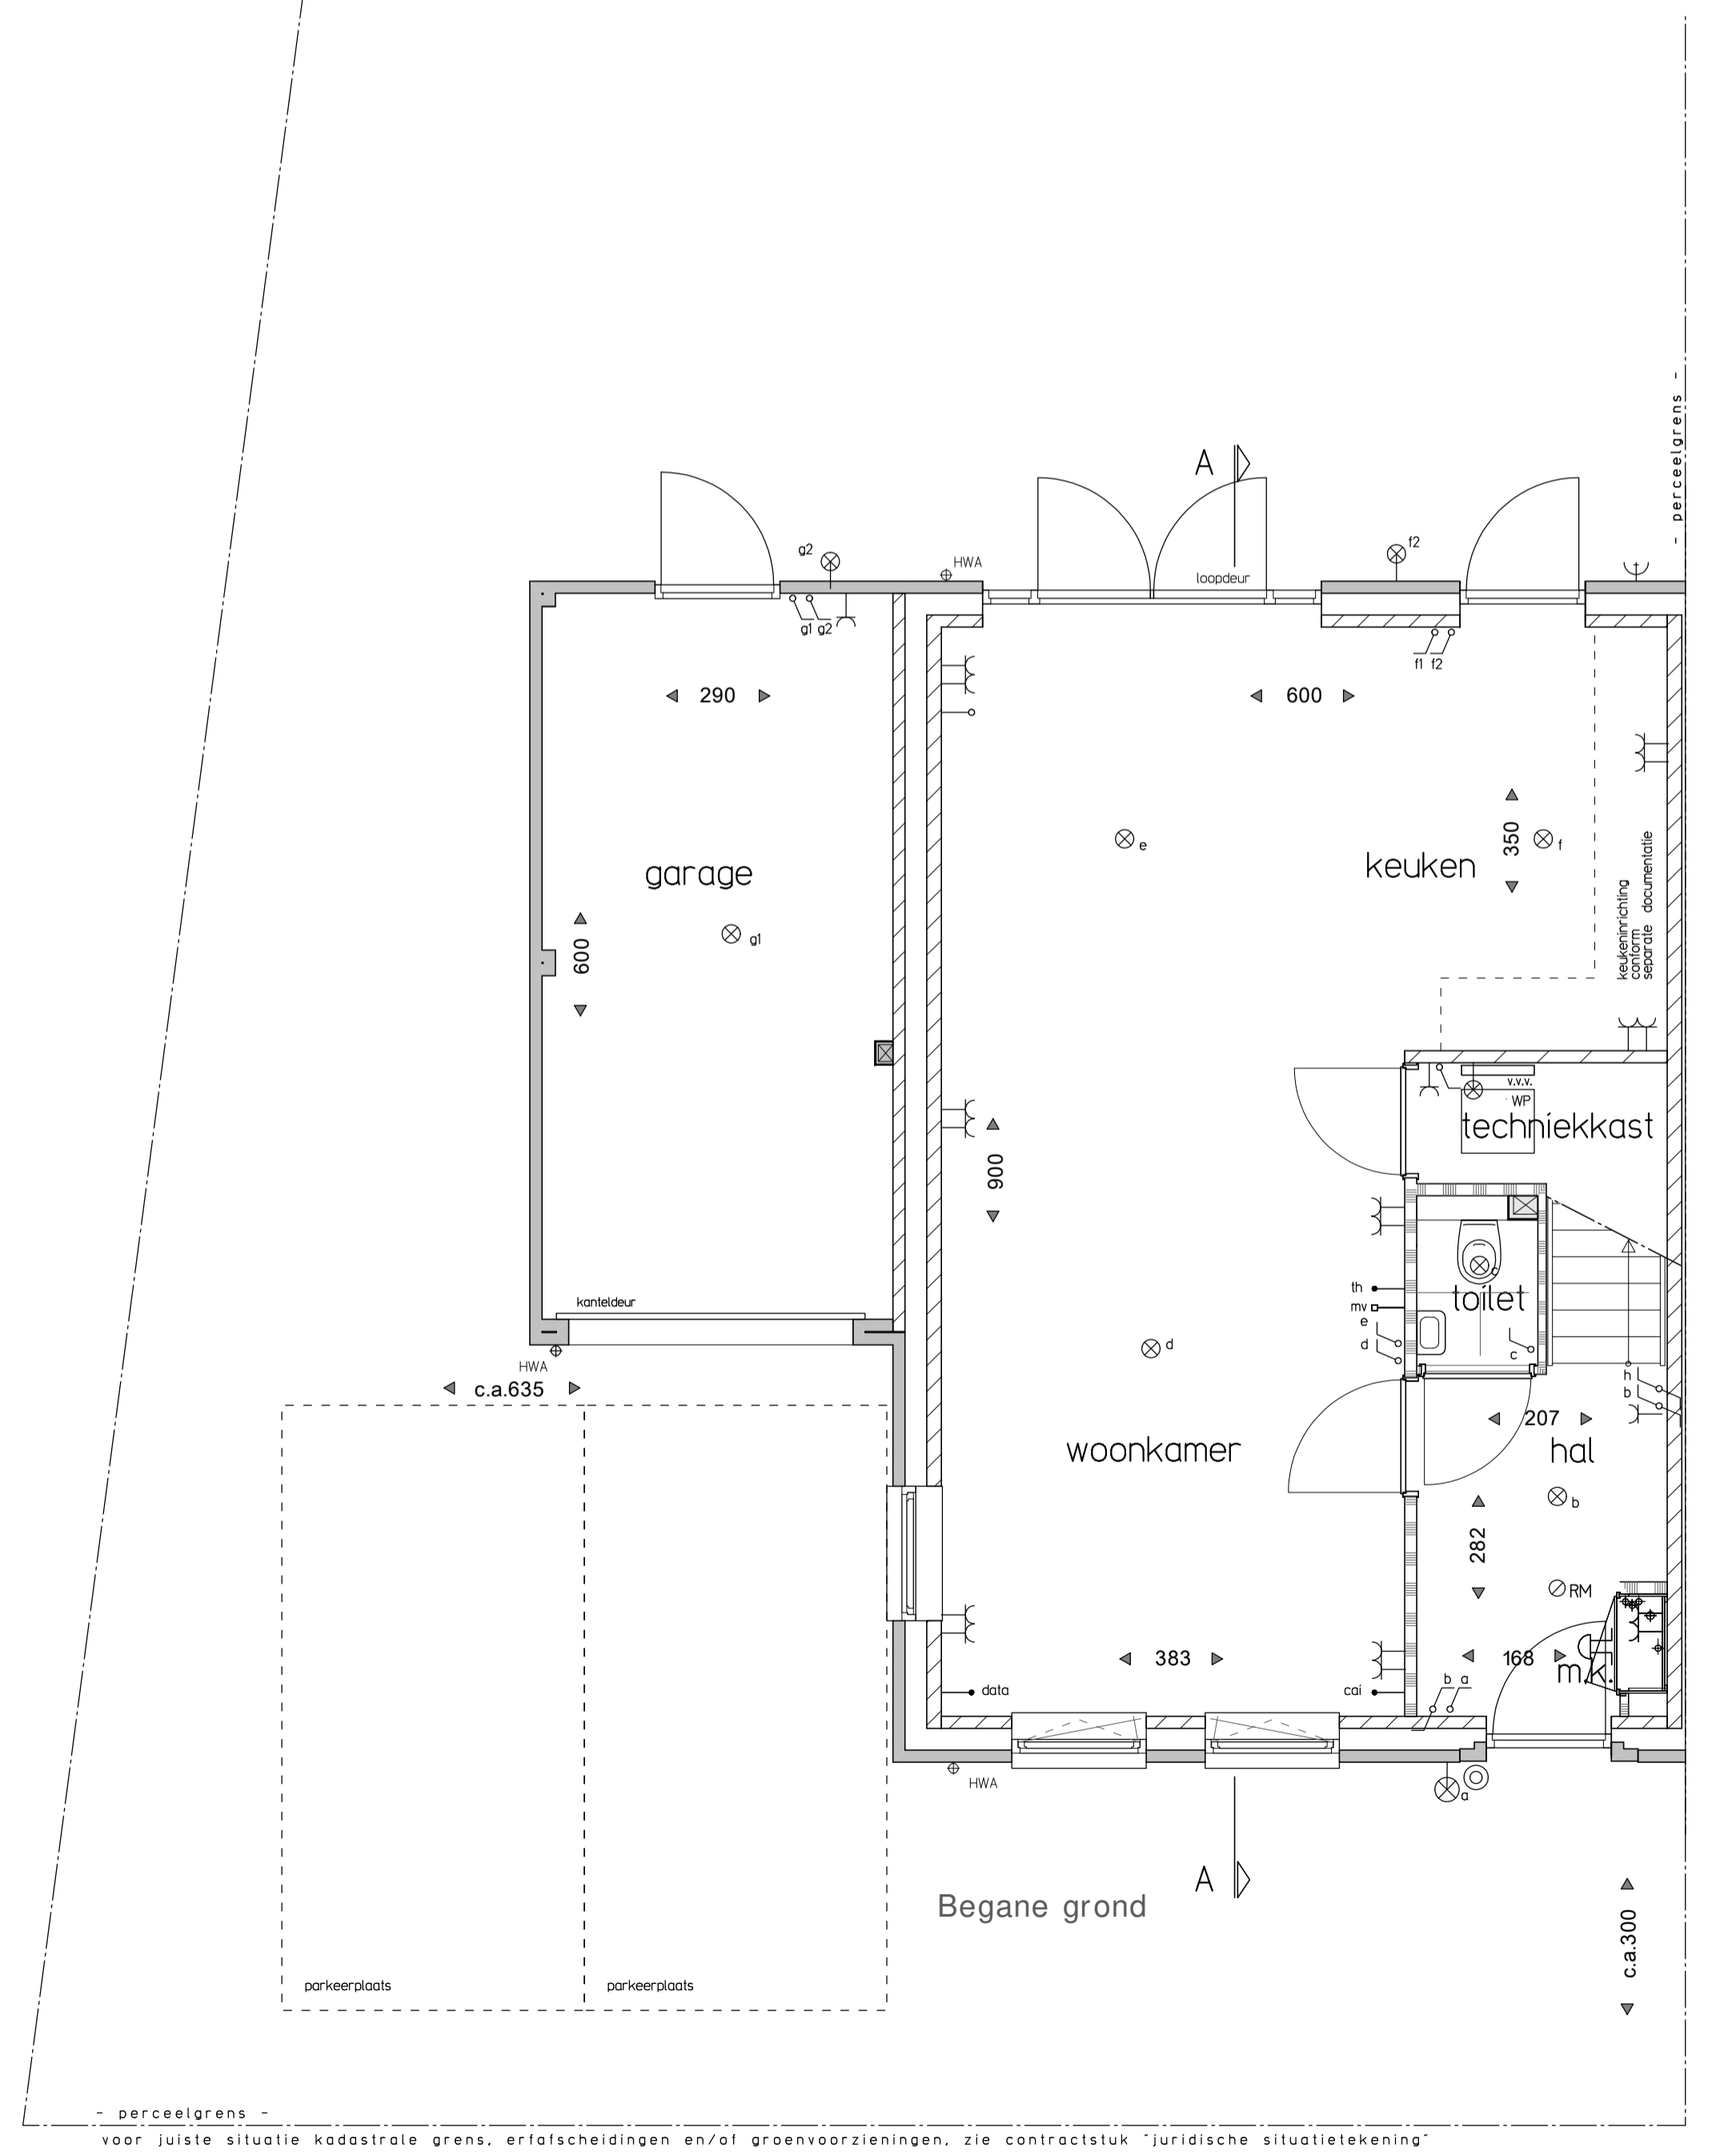 - perceelgrens -
A
g2
f2
HWA
loopdeur
g1 g2
f1 f2
290
600
e
350
f
keuken
garage
keukeninrichting
conform
separate documentatie
g1
600
v.v.v.
WP
techniekkast
900
c
th
toilet
kanteldeur
mv
e
d
d
c
HWA
c.a.635
h
b
207
woonkamer
hal
b
282
RM
383
168
m.k.
data
cai
b a
HWA
a
A
Begane grond
c.a.300
parkeerplaats
parkeerplaats
- perceelgrens -
voor juiste situatie kadastrale grens, erfafscheidingen en/of groenvoorzieningen, zie contractstuk "juridische situatietekening"